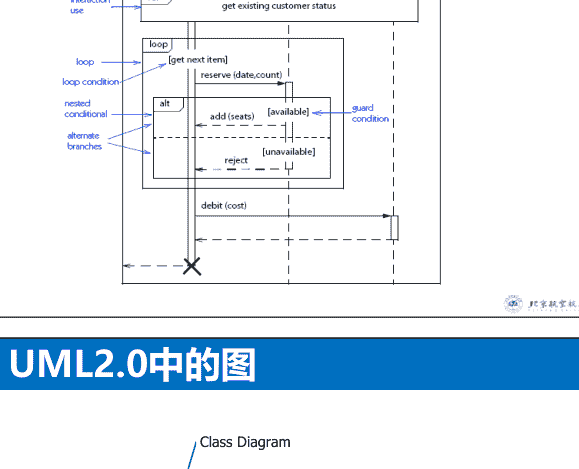 interaction
use
get existing customer status
loop
loop
[get next item]
loop condition
reserve (date,count)
nested
conditional
alt
[available]
guard
condition
add (seats)
alternate
branches
[unavailable]
reject
debit (cost)
UML2.0中的图
Class Diagram